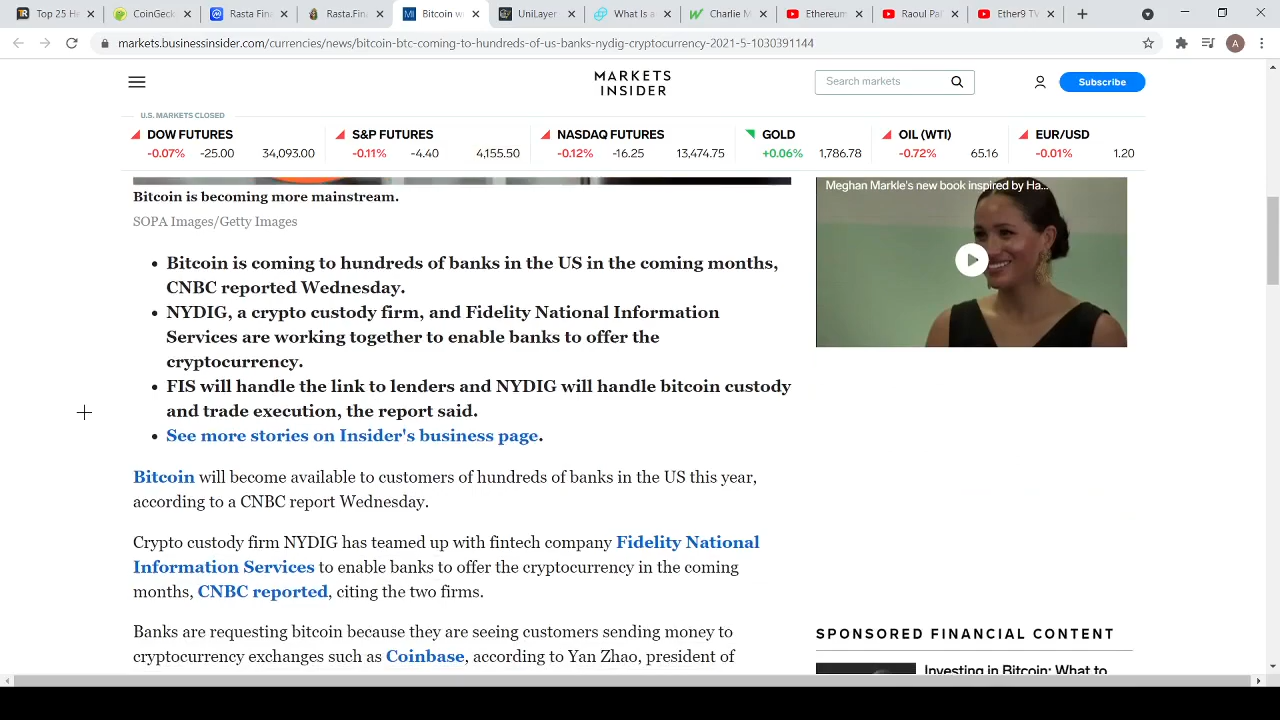 Top 25 He
CoinGeck
Rasta Fina
Rasta.Fina
Bitcoin w
UniLayer
What Is a
Charlie M
Ethereum
Raoul Pal
Ether9 TV
markets.businessinsider.com/currencies/news/bitcoin-btc-coming-to-hundreds-of-us-banks-nydig-cryptocurrency-2021-5-1030391144
A
MARKETS
INSIDER
Search markets
Subscribe
U.S. MARKETS CLOSED
DOW FUTURES
-0.07% -25.00 34,093.00
S&P FUTURES
-0.11% -4.40 4,155.50
NASDAQ FUTURES
-0.12% -16.25 13,474.75
GOLD
+0.06% 1,786.78
OIL (WTI)
-0.72% 65.16
EUR/USD
-0.01% 1.20
Bitcoin is becoming more mainstream.
SOPA Images/Getty Images
• Bitcoin is coming to hundreds of banks in the US in the coming months,
CNBC reported Wednesday.
• NYDIG, a crypto custody firm, and Fidelity National Information
Services are working together to enable banks to offer the
cryptocurrency.
• FIS will handle the link to lenders and NYDIG will handle bitcoin custody
and trade execution, the report said.
• See more stories on Insider's business page.
Bitcoin will become available to customers of hundreds of banks in the US this year,
according to a CNBC report Wednesday.
Crypto custody firm NYDIG has teamed up with fintech company Fidelity National
Information Services to enable banks to offer the cryptocurrency in the coming
months, CNBC reported, citing the two firms.
Banks are requesting bitcoin because they are seeing customers sending money to
cryptocurrency exchanges such as Coinbase, according to Yan Zhao, president of
Meghan Markle's new book inspired by Ha...
SPONSORED FINANCIAL CONTENT
Investing in Bitcoin: What to